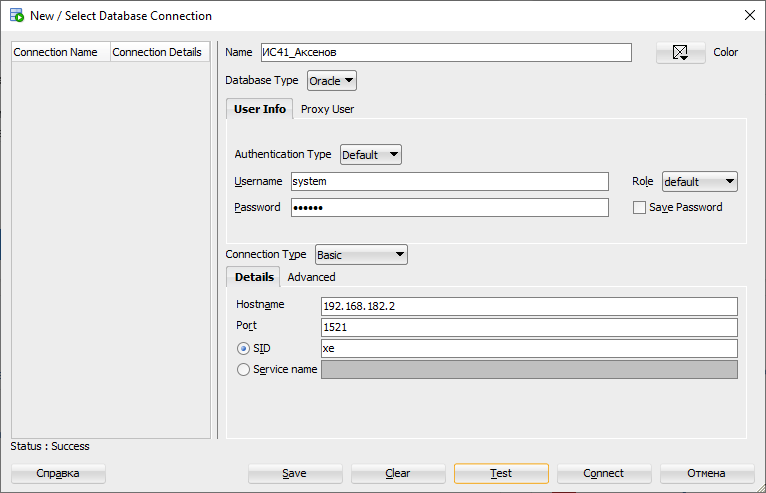 New / Select Database Connection
Connection Name Connection Details
Name ИС41_Аксенов Color
Database Type Oracle
User Info Proxy User
Authentication Type Default
Username system Role default
Password •••••• Save Password
Connection Type Basic
Details Advanced
Hostname 192.168.182.2
Port 1521
SID xe
Service name
Status : Success
Справка Save Clear Test Connect Отмена